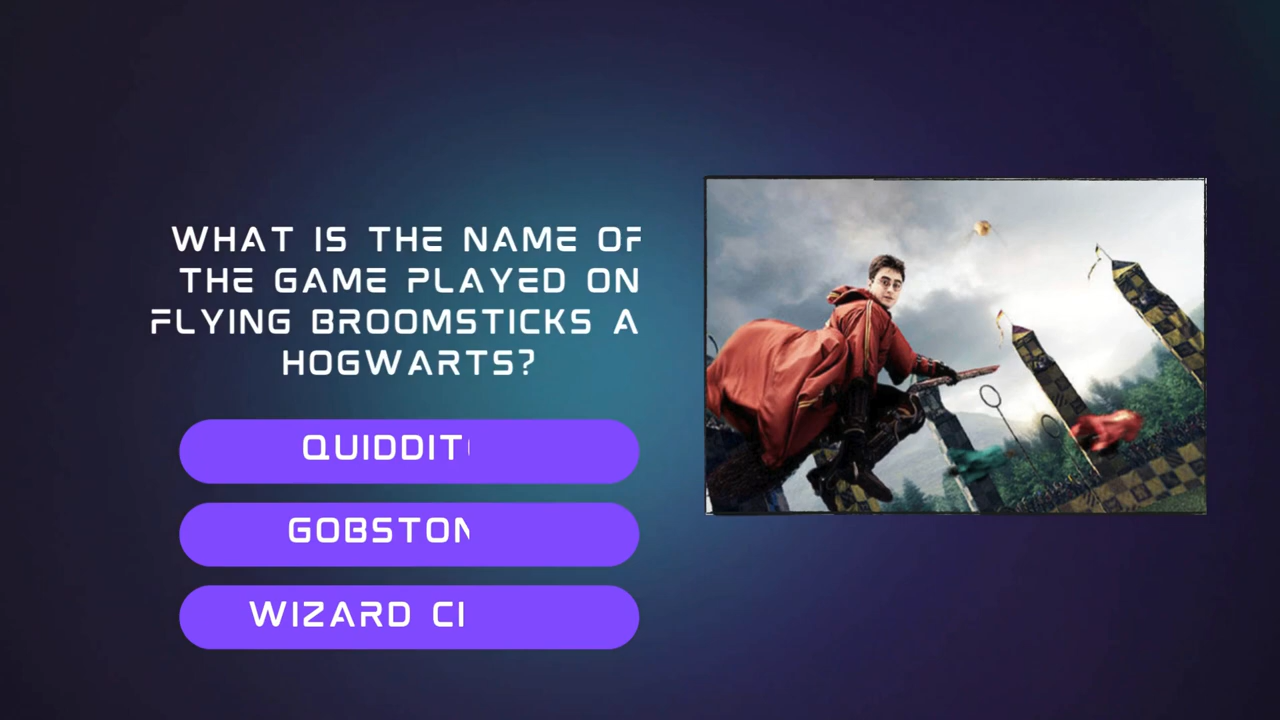 WHAT IS THE NAME OF
THE GAME PLAYED ON
FLYING BROOMSTICKS A
HOGWARTS?
QUIDDIT
GOBSTON
WIZARD C